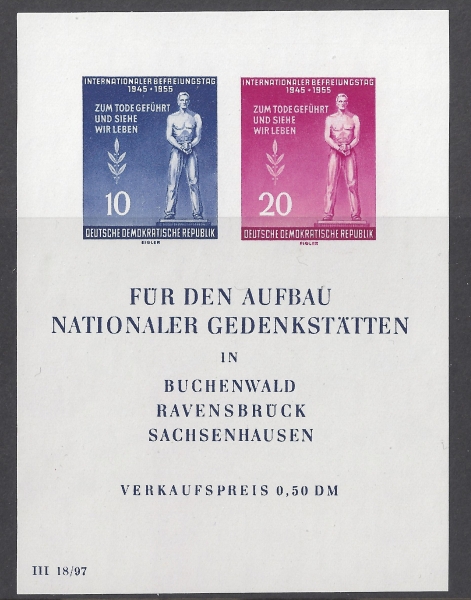 INTERNATIONALER BEFREIUNGSTAG
1945 • 1955
ZUM TODE GEFÜHRT
UND SIEHE
WIR LEBEN
10
DEUTSCHE DEMOKRATISCHE REPUBLIK
EIGLER
INTERNATIONALER BEFREIUNGSTAG
1945 • 1955
ZUM TODE GEFÜHRT
UND SIEHE
WIR LEBEN
20
DEUTSCHE DEMOKRATISCHE REPUBLIK
EIGLER
FÜR DEN AUFBAU
NATIONALER GEDENKSTÄTTEN
IN
BUCHENWALD
RAVENSBRÜCK
SACHSENHAUSEN
VERKAUFSPREIS 0,50 DM
III 18/97